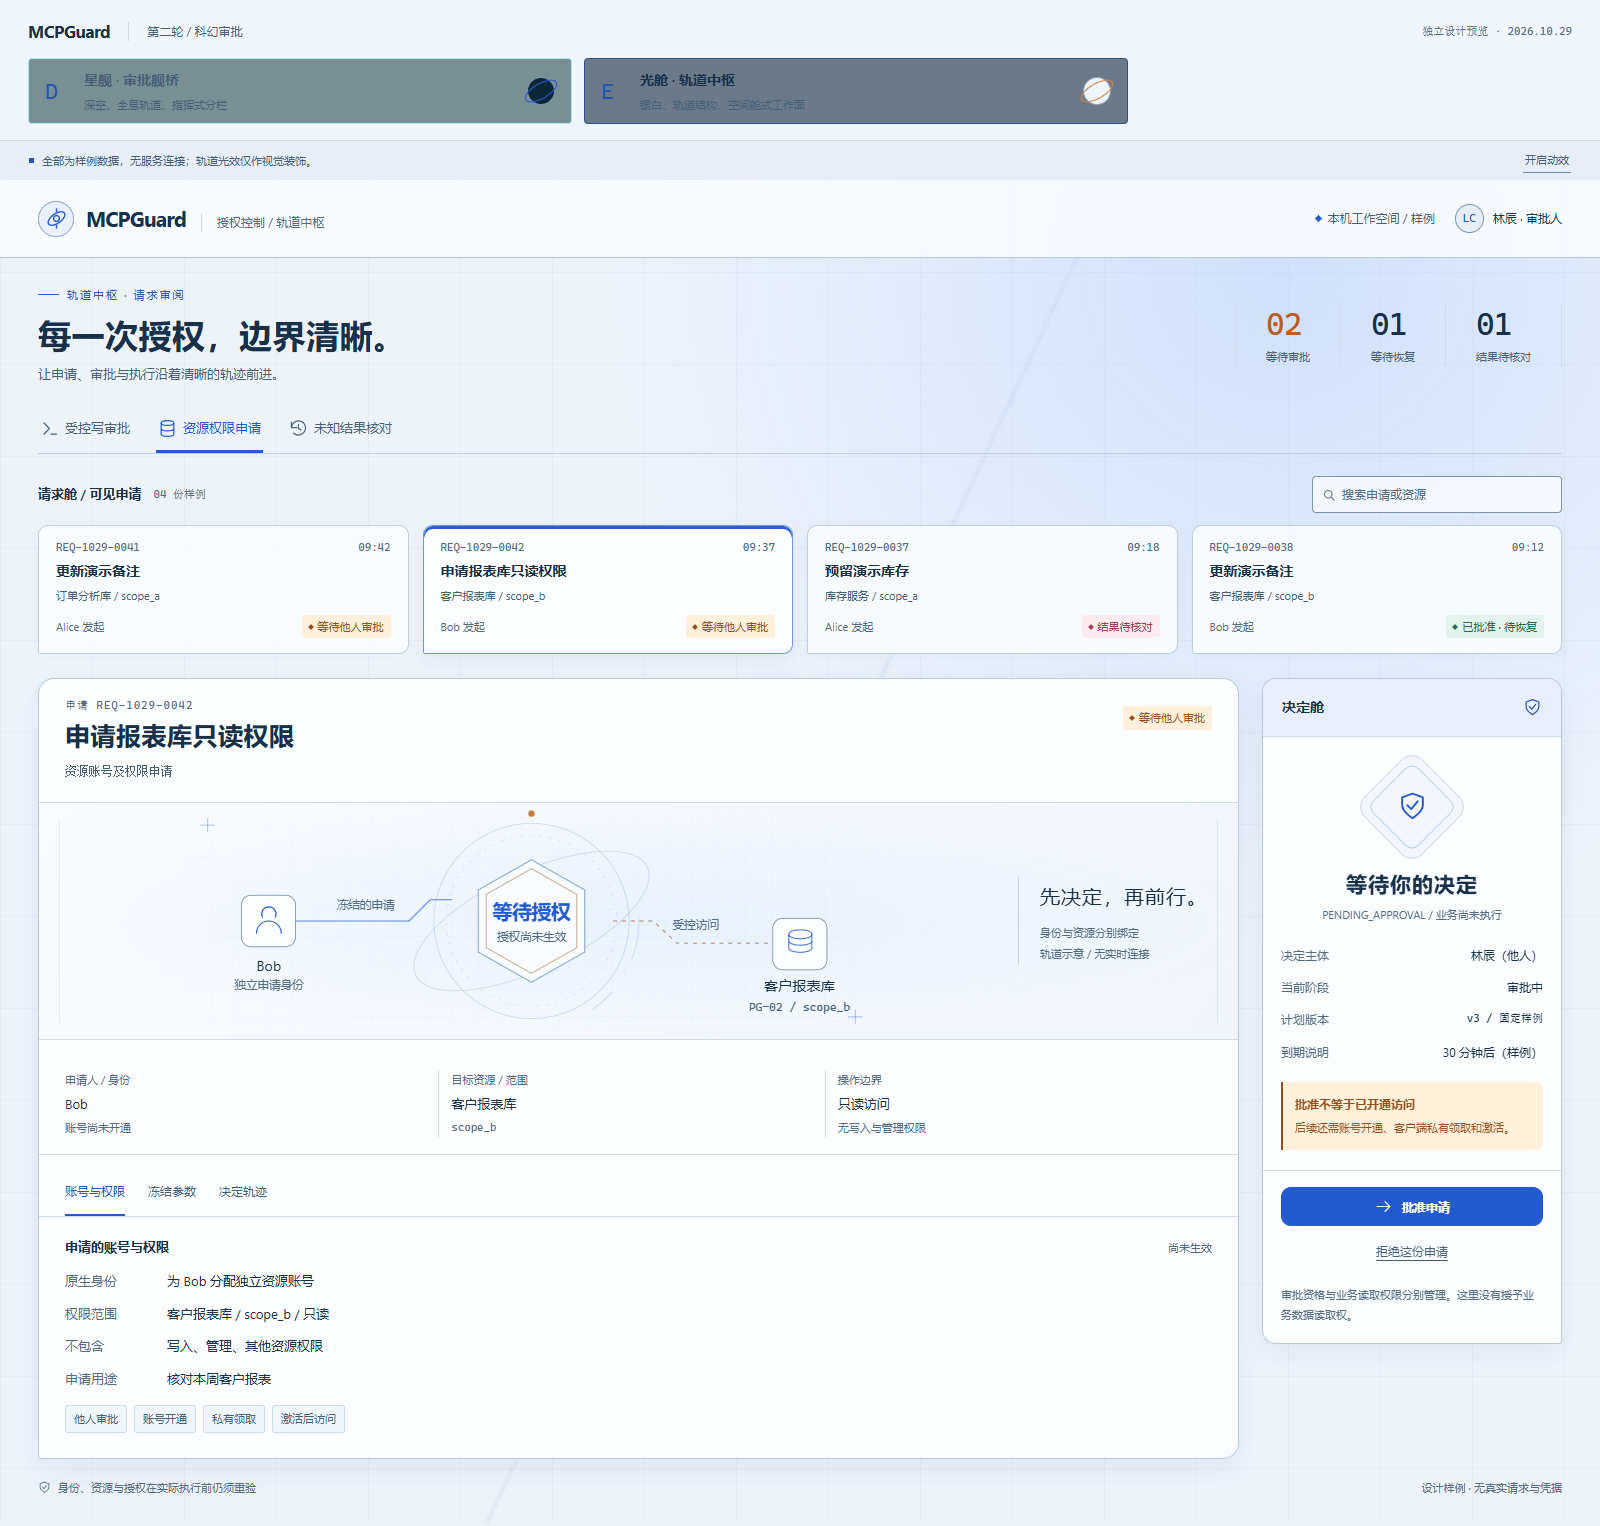 MCPGuard
第二轮 / 科幻审批
独立设计预览 · 2026.10.29
D
星舰 · 审批舰桥
深空、全息轨道、指挥式分栏
E
光舱 · 轨道中枢
银白、轨道结构、空间舱式工作面
全部为样例数据，无服务连接；轨道光效仅作视觉装饰。
开启动效
MCPGuard
授权控制 / 轨道中枢
本机工作空间 / 样例
LC
林辰 · 审批人
轨道中枢 · 请求审阅
每一次授权，边界清晰。
让申请、审批与执行沿着清晰的轨迹前进。
02
等待审批
01
等待恢复
01
结果待核对
受控写审批
资源权限申请
未知结果核对
请求舱 / 可见申请
04 份样例
搜索申请或资源
REQ-1029-0041
09:42
更新演示备注
订单分析库 / scope_a
Alice 发起
等待他人审批
REQ-1029-0042
09:37
申请报表库只读权限
客户报表库 / scope_b
Bob 发起
等待他人审批
REQ-1029-0037
09:18
预留演示库存
库存服务 / scope_a
Alice 发起
结果待核对
REQ-1029-0038
09:12
更新演示备注
客户报表库 / scope_b
Bob 发起
已批准 · 待恢复
申请 REQ-1029-0042
申请报表库只读权限
资源账号及权限申请
等待他人审批
冻结的申请
Bob
独立申请身份
等待授权
授权尚未生效
受控访问
客户报表库
PG-02 / scope_b
先决定，再前行。
身份与资源分别绑定
轨道示意 / 无实时连接
申请人 / 身份
Bob
账号尚未开通
目标资源 / 范围
客户报表库
scope_b
操作边界
只读访问
无写入与管理权限
账号与权限
冻结参数
决定轨迹
申请的账号与权限
尚未生效
原生身份
为 Bob 分配独立资源账号
权限范围
客户报表库 / scope_b / 只读
不包含
写入、管理、其他资源权限
申请用途
核对本周客户报表
他人审批
账号开通
私有领取
激活后访问
决定舱
等待你的决定
PENDING_APPROVAL / 业务尚未执行
决定主体
林辰（他人）
当前阶段
审批中
计划版本
v3 / 固定样例
到期说明
30 分钟后（样例）
批准不等于已开通访问
后续还需账号开通、客户端私有领取和激活。
批准申请
拒绝这份申请
审批资格与业务读取权限分别管理。这里没有授予业
务数据读取权。
身份、资源与授权在实际执行前仍须重验
设计样例 · 无真实请求与凭据